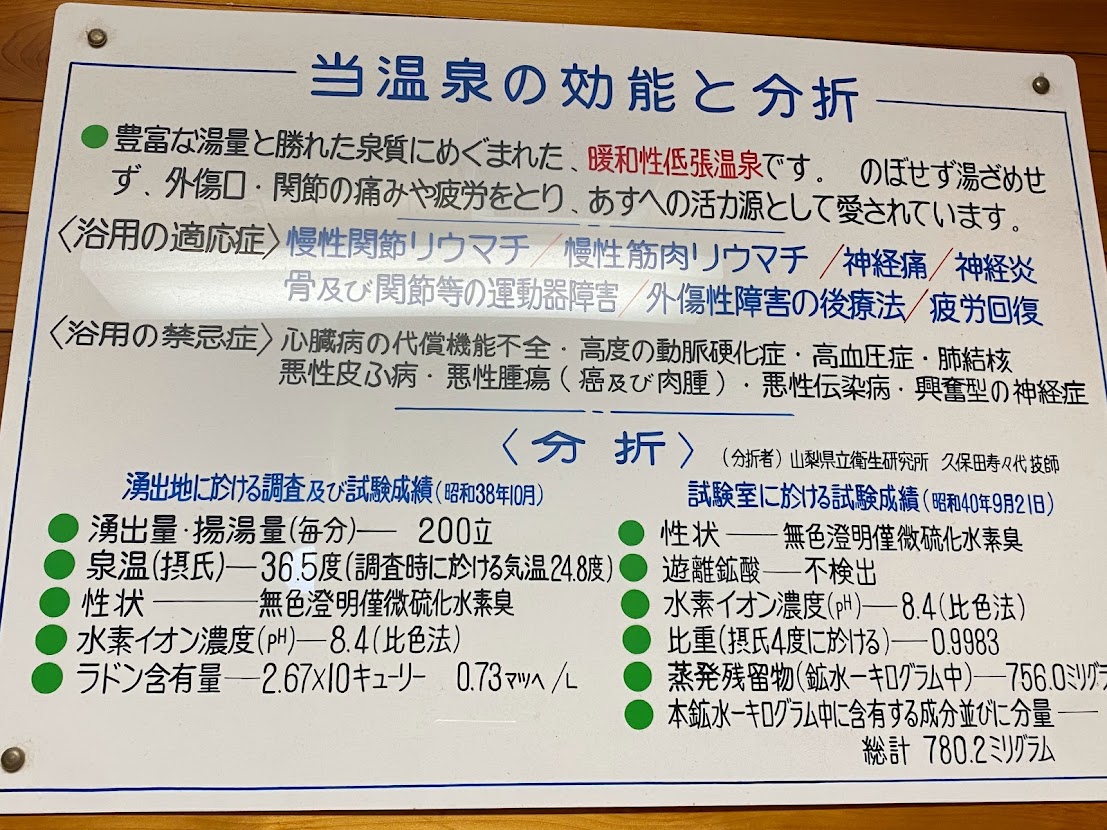 当温泉の効能と分折
●豊富な湯量と勝れた泉質にめぐまれた、暖和性低張温泉です。 のぼせず湯ざめせ
ず、外傷口・関節の痛みや疲労をとり、あすへの活力源として愛されています。
〈浴用の適応症〉慢性関節リウマチ/慢性筋肉リウマチ/神経痛/神経炎
骨及び関節等の運動器障害/外傷性障害の後療法/疲労回復
〈浴用の禁忌症〉心臓病の代償機能不全・高度の動脈硬化症・高血圧症・肺結核
悪性皮ふ病・悪性腫瘍(癌及び肉腫)・悪性伝染病・興奮型の神経症
〈分折〉(分折者)山梨県立衛生研究所 久保田寿々代技師
湧出地に於ける調査及び試験成績(昭和38年10月)
●湧出量・揚湯量(毎分)― 200立
●泉温(摂氏)―36.5度(調査時に於ける気温24.8度)
●性状―無色澄明僅微硫化水素臭
●水素イオン濃度(pH)―8.4(比色法)
●ラドン含有量―2.67×10キューリー 0.73マツヘ/L
試験室に於ける試験成績(昭和40年9月21日)
●性状―無色澄明僅微硫化水素臭
●遊離鉱酸―不検出
●水素イオン濃度(pH)―8.4(比色法)
●比重(摂氏4度に於ける)―0.9983
●蒸発残留物(鉱水一キログラム中)―756.0ミリグラ
●本鉱水一キログラム中に含有する成分並びに分量―
総計 780.2ミリグラム